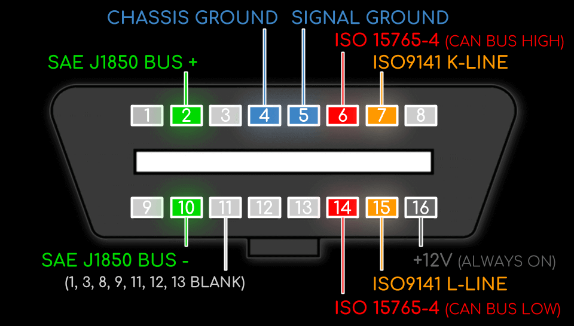 CHASSIS GROUND SIGNAL GROUND
ISO 15765-4 (CAN BUS HIGH)
SAE J1850 BUS + ISO9141 K-LINE
1 2 3 4 5 6 7 8
9 10 11 12 13 14 15 16
SAE J1850 BUS - +12V (ALWAYS ON)
(1, 3, 8, 9, 11, 12, 13 BLANK) ISO9141 L-LINE
ISO 15765-4 (CAN BUS LOW)